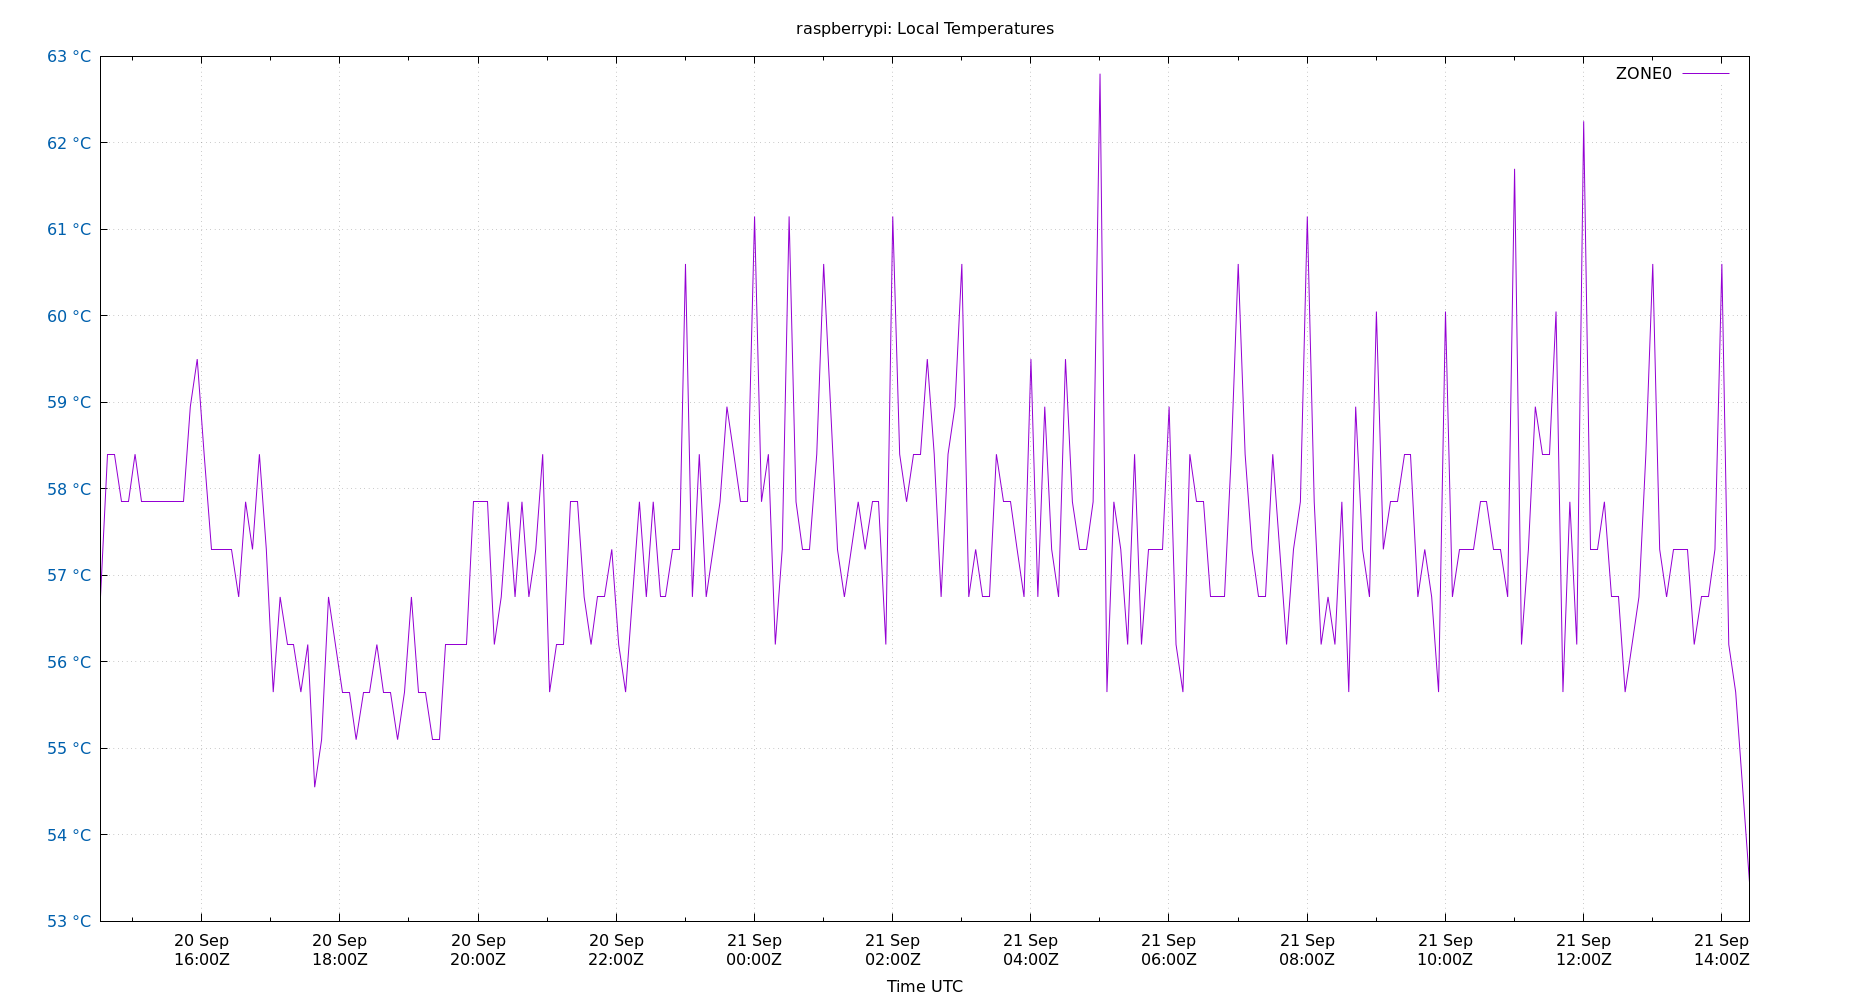 raspberrypi: Local Temperatures
63 °C
ZONE0
62 °C
61 °C
60 °C
59 °C
58 °C
57 °C
56 °C
55 °C
54 °C
53 °C
20 Sep 20 Sep 20 Sep 20 Sep 21 Sep 21 Sep 21 Sep 21 Sep 21 Sep 21 Sep 21 Sep 21 Sep
16:00Z 18:00Z 20:00Z 22:00Z 00:00Z 02:00Z 04:00Z 06:00Z 08:00Z 10:00Z 12:00Z 14:00Z
Time UTC